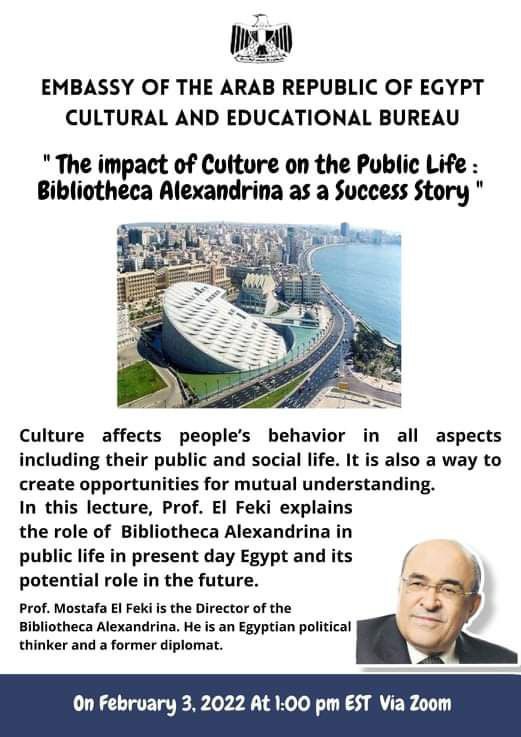 EMBASSY OF THE ARAB REPUBLIC OF EGYPT
CULTURAL AND EDUCATIONAL BUREAU
" The impact of Culture on the Public Life :
Bibliotheca Alexandrina as a Success Story "
Culture affects people's behavior in all aspects
including their public and social life. It is also a way to
create opportunities for mutual understanding.
In this lecture, Prof. El Feki explains
the role of Bibliotheca Alexandrina in
public life in present day Egypt and its
potential role in the future.
Prof. Mostafa El Feki is the Director of the
Bibliotheca Alexandrina. He is an Egyptian political
thinker and a former diplomat.
On February 3, 2022 At 1:00 pm EST Via Zoom